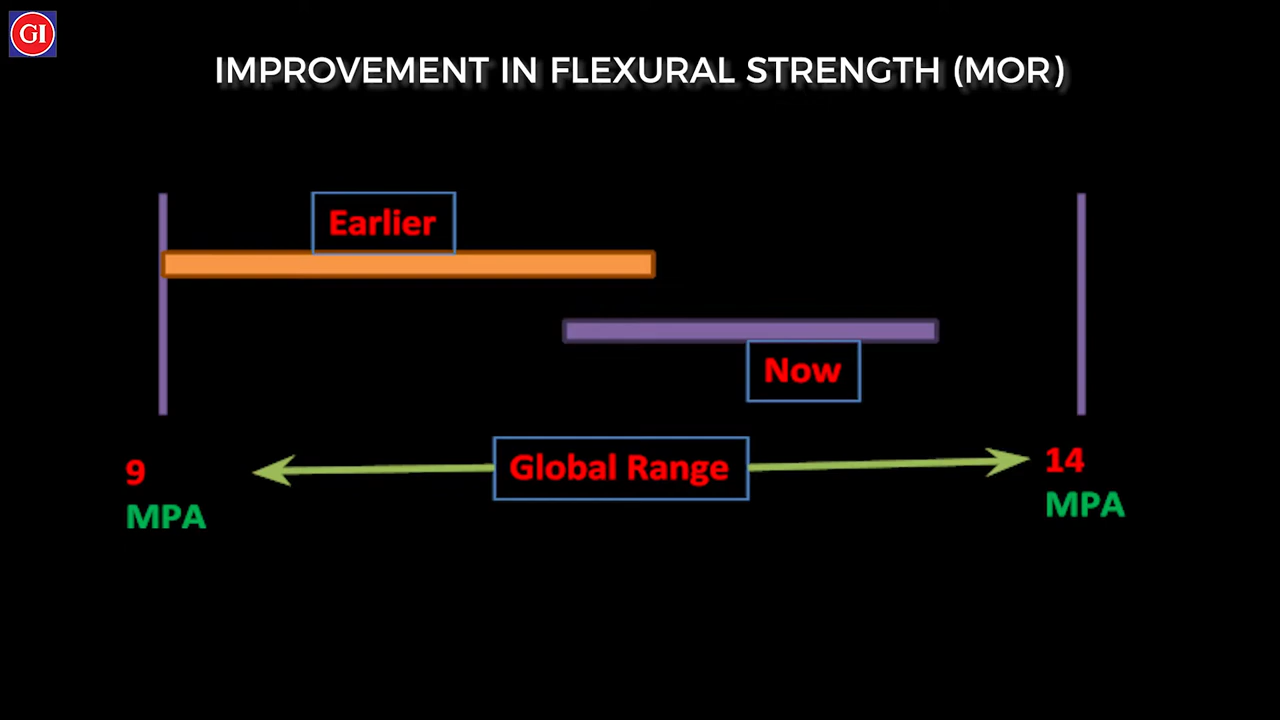 GI
IMPROVEMENT IN FLEXURAL STRENGTH (MOR)
Earlier
Now
Global Range
9
MPA
14
MPA